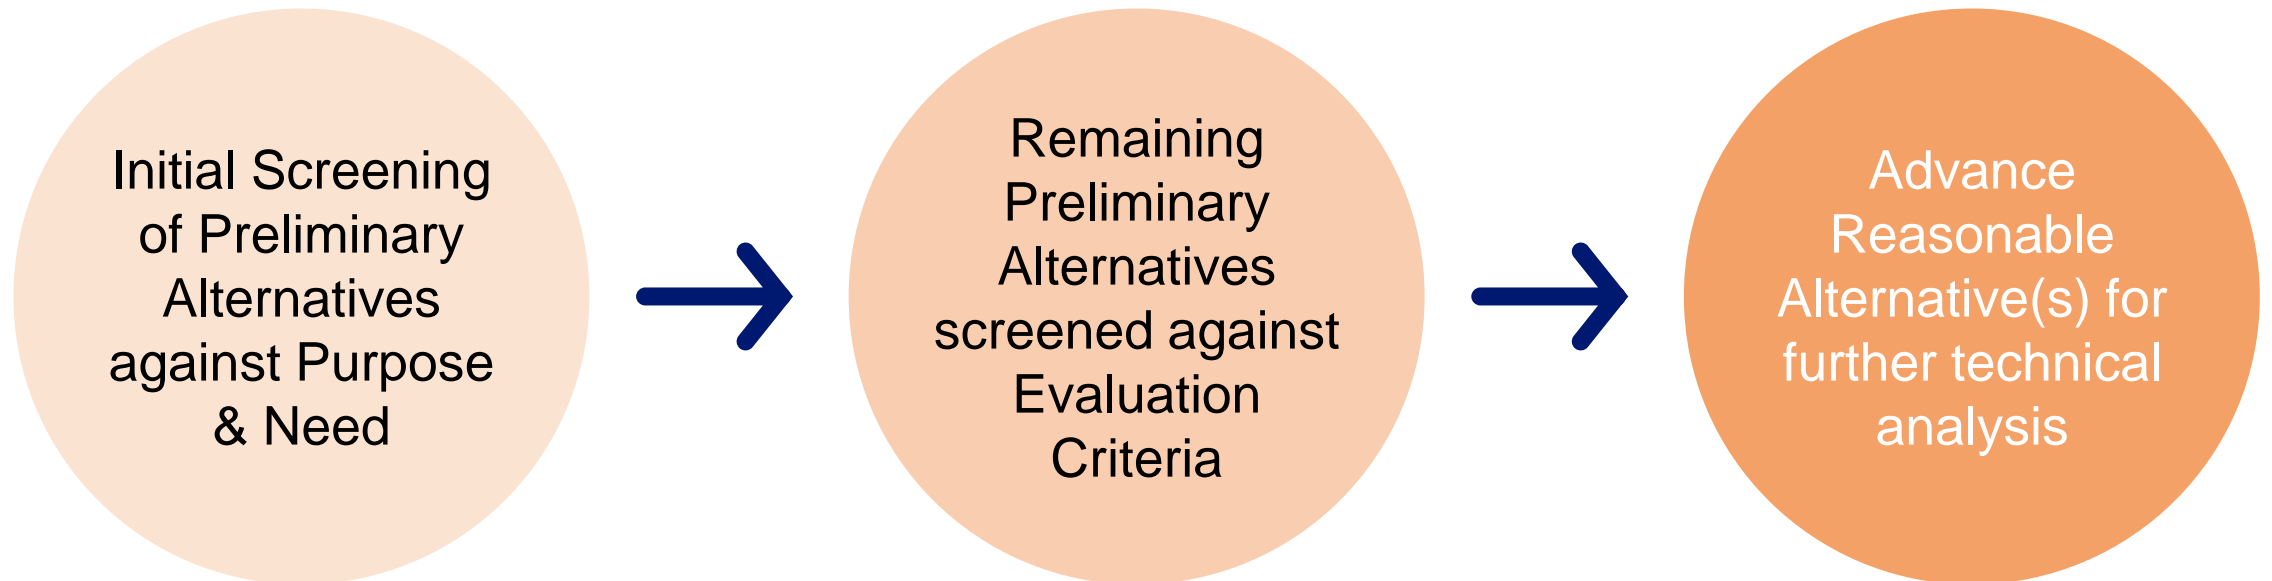 Initial Screening
of Preliminary
Alternatives
against Purpose
& Need
Remaining
Preliminary
Alternatives
screened against
Evaluation
Criteria
Advance
Reasonable
Alternative(s) for
further technical
analysis